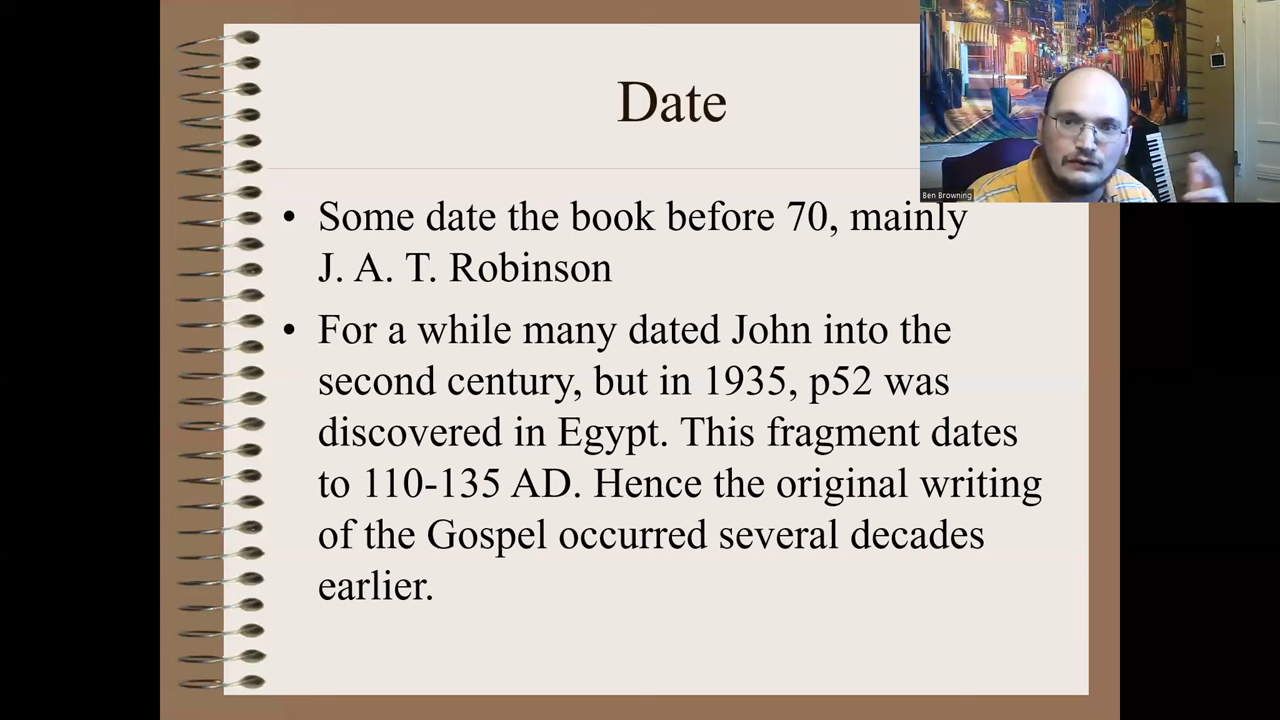 Date
Ben Browning
• Some date the book before 70, mainly
J. A. T. Robinson
• For a while many dated John into the
second century, but in 1935, p52 was
discovered in Egypt. This fragment dates
to 110-135 AD. Hence the original writing
of the Gospel occurred several decades
earlier.